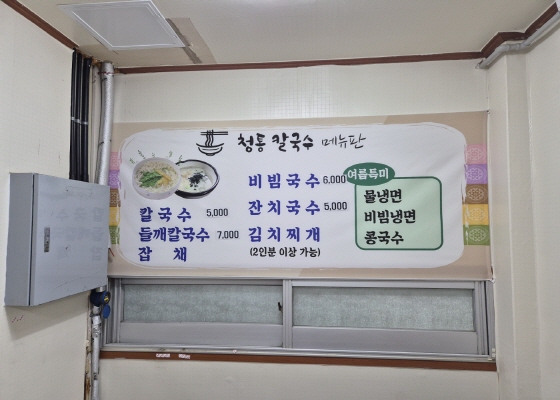 청통 칼국수 메뉴판
칼국수 5,000
들깨칼국수 7,000
잡채
비빔국수 6,000
잔치국수 5,000
김치찌개
(2인분 이상 가능)
여름특미
물냉면
비빔냉면
콩국수